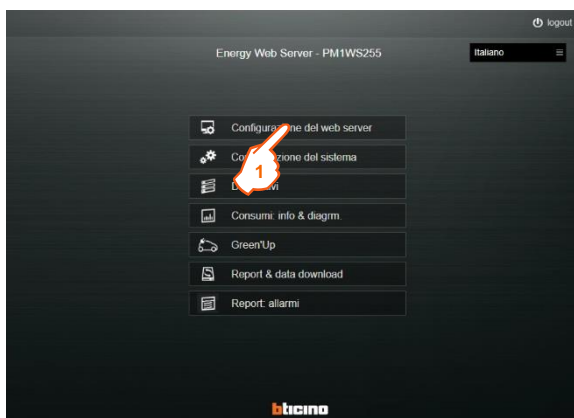 logout
Energy Web Server - PM1WS255
Italiano
Configurazione del web server
1
del sistema
Consumi: info & diagrm.
Green'Up
Report & data download
Report: allarmi
bticino